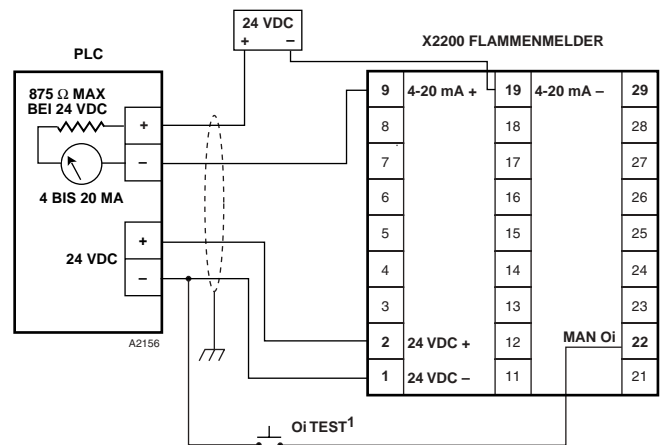 24 VDC
+ –
PLC
X2200 FLAMMENMELDER
875 Ω MAX
BEI 24 VDC
+
–
4 BIS 20 MA
24 VDC
+
–
A2156
9 4-20 mA + 19 4-20 mA – 29
8 18 28
7 17 27
6 16 26
5 15 25
4 14 24
3 13 23
2 24 VDC + 12 MAN Oi 22
1 24 VDC – 11 21
Oi TEST1